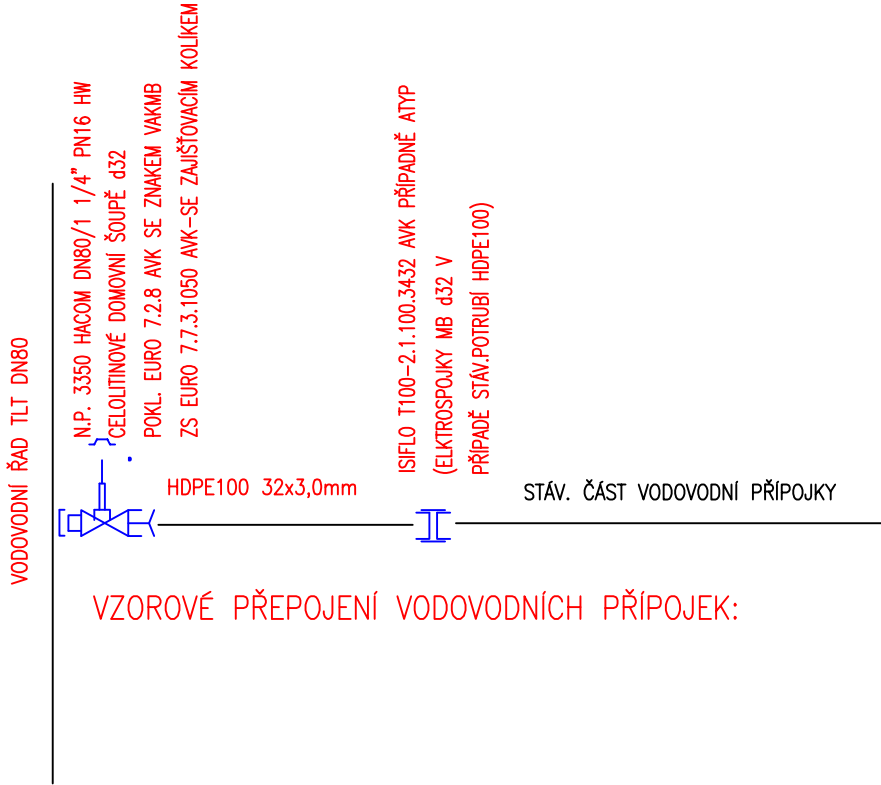 VODOVODNÍ ŘAD TLT DN80
N.P. 3350 HACOM DN80/1 1/4" PN16 HW
CELOLITINOVÉ DOMOVNÍ ŠOUPĚ d32
POKL. EURO 7.2.8 AVK SE ZNAKEM VAKMB
ZS EURO 7.7.3.1050 AVK-SE ZAJIŠŤOVACÍM KOLÍKEM
ISIFLO T100-2.1.100.3432 AVK PŘÍPADNĚ ATYP
(ELKTROSPOJKY MB d32 V
PŘÍPADĚ STÁV.POTRUBÍ HDPE100)
HDPE100 32x3,0mm
STÁV. ČÁST VODOVODNÍ PŘÍPOJKY
VZOROVÉ PŘEPOJENÍ VODOVODNÍCH PŘÍPOJEK: